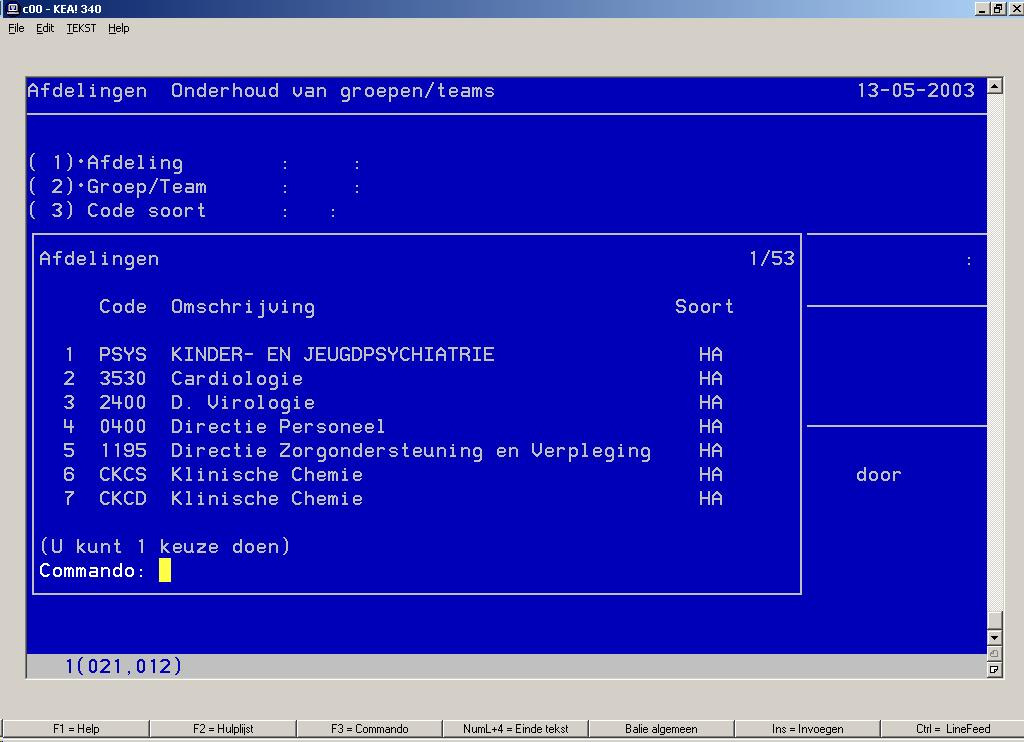 c00 - KEA! 340
File Edit TEKST Help
Afdelingen Onderhoud van groepen/teams 13-05-2003
( 1)·Afdeling : :
( 2)·Groep/Team : :
( 3) Code soort : :
Afdelingen 1/53 :
Code Omschrijving Soort
1 PSYS KINDER- EN JEUGDPSYCHIATRIE HA
2 3530 Cardiologie HA
3 2400 D. Virologie HA
4 0400 Directie Personeel HA
5 1195 Directie Zorgondersteuning en Verpleging HA
6 CKCS Klinische Chemie HA door
7 CKCD Klinische Chemie HA
(U kunt 1 keuze doen)
Commando:
1(021,012)
F1 = Help F2 = Hulplijst F3 = Commando NumL+4 = Einde tekst Balie algemeen Ins = Invoegen Ctrl = LineFeed